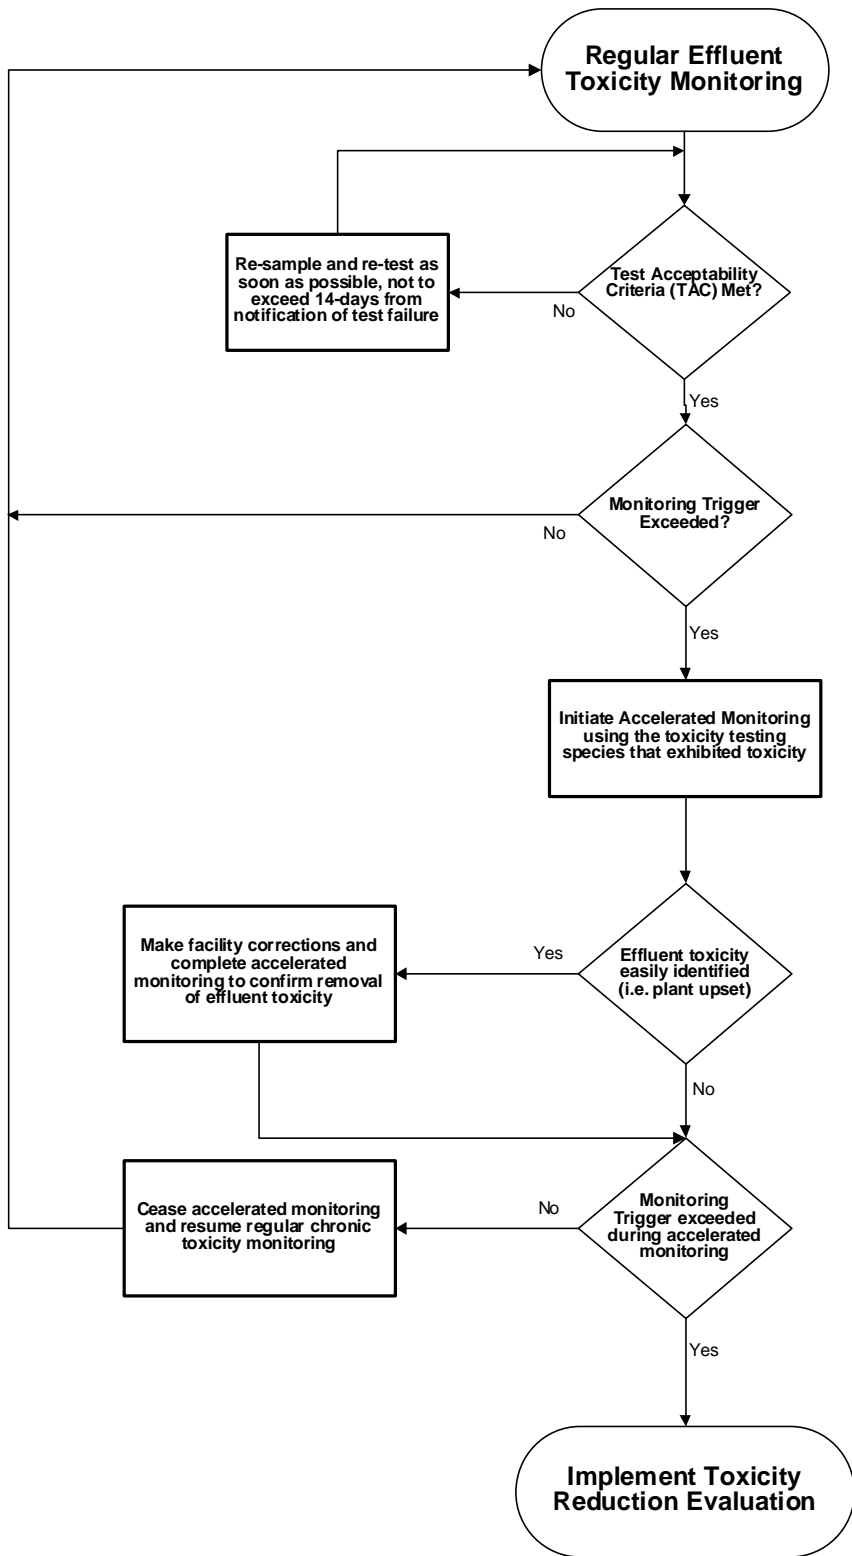 Regular Effluent
Toxicity Monitoring
Re-sample and re-test as
soon as possible, not to
exceed 14-days from
notification of test failure
Test Acceptability
Criteria (TAC) Met?
No
Yes
Monitoring Trigger
Exceeded?
No
Yes
Initiate Accelerated Monitoring
using the toxicity testing
species that exhibited toxicity
Make facility corrections and
complete accelerated
monitoring to confirm removal
of effluent toxicity
Yes
Effluent toxicity
easily identified
(i.e. plant upset)
No
Cease accelerated monitoring
and resume regular chronic
toxicity monitoring
No
Monitoring
Trigger exceeded
during accelerated
monitoring
Yes
Implement Toxicity
Reduction Evaluation